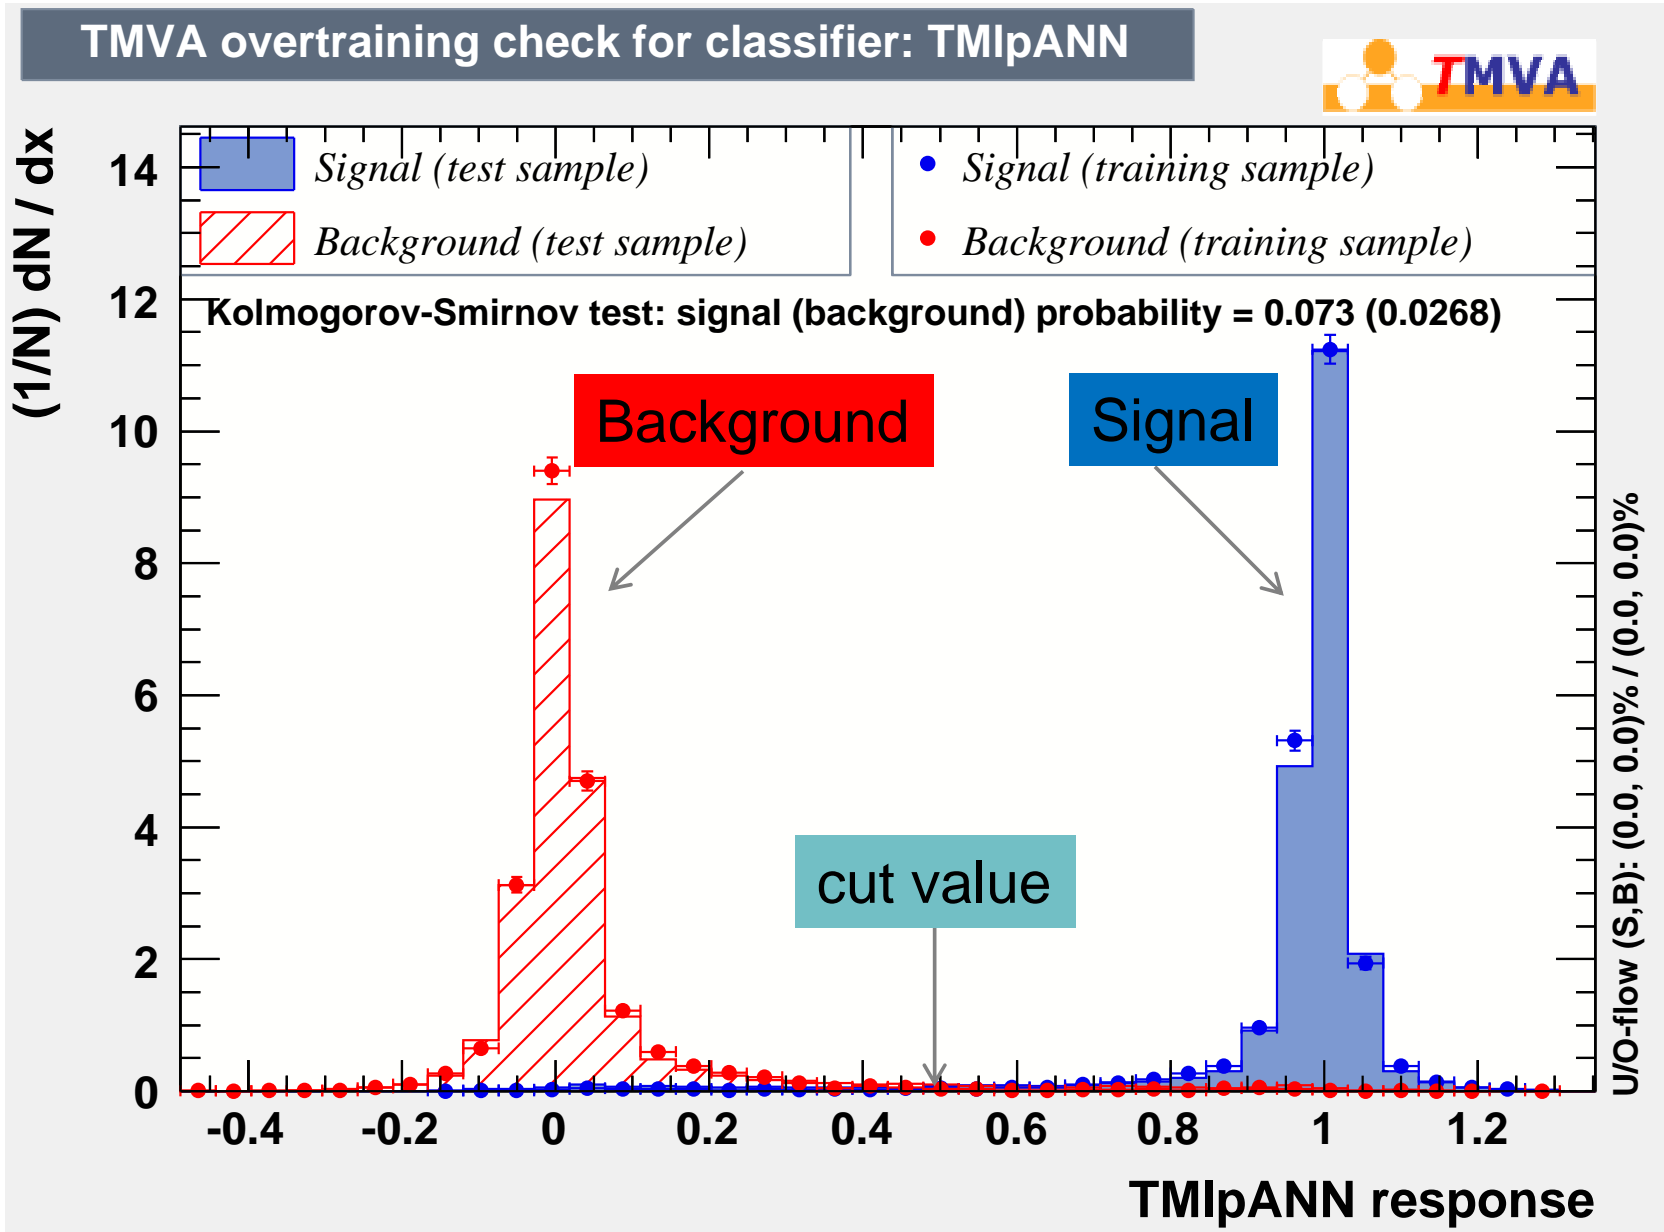 TMVA overtraining check for classifier: TMlpANN
TMVA
(1/N) dN / dx
14
12
10
8
6
4
2
0
Signal (test sample)
Background (test sample)
Signal (training sample)
Background (training sample)
Kolmogorov-Smirnov test: signal (background) probability = 0.073 (0.0268)
Background
Signal
cut value
U/O-flow (S,B): (0.0, 0.0)% / (0.0, 0.0)%
-0.4 -0.2 0 0.2 0.4 0.6 0.8 1 1.2
TMlpANN response